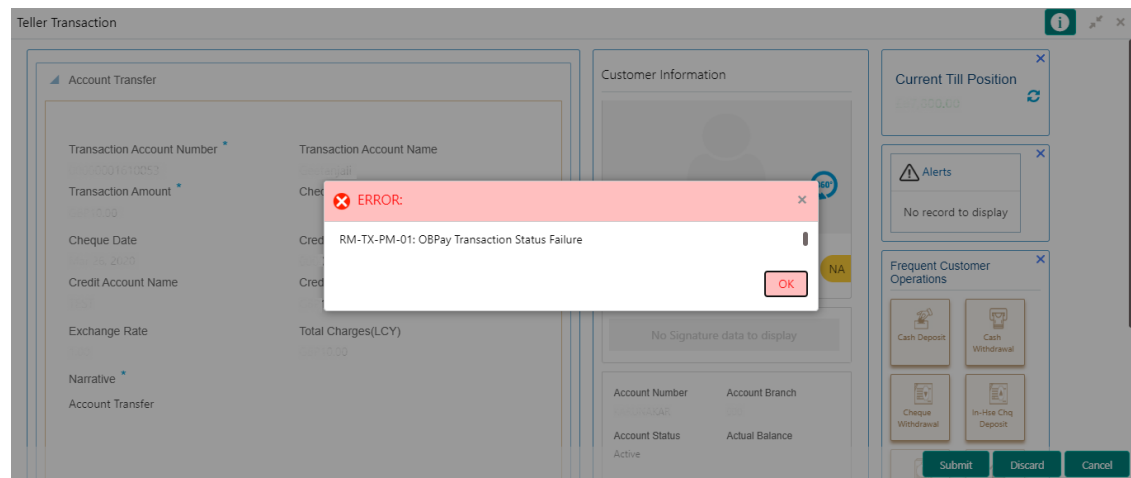 Teller Transaction
Account Transfer
Transaction Account Number *
Transaction Account Name
Transaction Amount *
Cheque Date
Credit Account Name
Exchange Rate
Total Charges(LCY)
Narrative *
Account Transfer
ERROR:
RM-TX-PM-01: OBPay Transaction Status Failure
OK
Customer Information
NA
No Signature data to display
Account Number
Account Branch
Account Status
Actual Balance
Active
Current Till Position
Alerts
No record to display
Frequent Customer
Operations
Cash Deposit
Cash
Withdrawal
Cheque
Withdrawal
In-Hse Chq
Deposit
Submit
Discard
Cancel